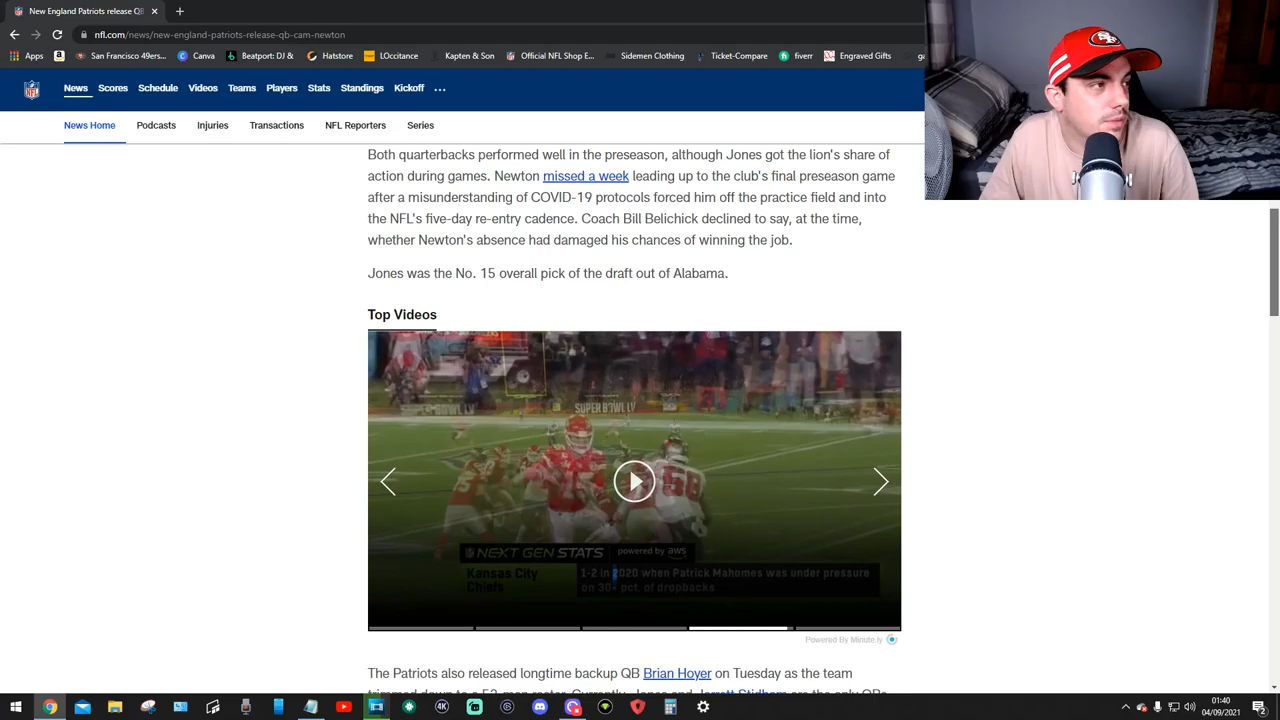 New England Patriots release QB
nfl.com/news/new-england-patriots-release-qb-cam-newton
Apps
San Francisco 49ers...
Canva
Beatport: DJ &
Hatstore
LOccitane
Kapten & Son
Official NFL Shop E...
Sidemen Clothing
Ticket-Compare
fiverr
Engraved Gifts
News Scores Schedule Videos Teams Players Stats Standings Kickoff ...
News Home Podcasts Injuries Transactions NFL Reporters Series
Both quarterbacks performed well in the preseason, although Jones got the lion's share of
action during games. Newton missed a week leading up to the club's final preseason game
after a misunderstanding of COVID-19 protocols forced him off the practice field and into
the NFL's five-day re-entry cadence. Coach Bill Belichick declined to say, at the time,
whether Newton's absence had damaged his chances of winning the job.
Jones was the No. 15 overall pick of the draft out of Alabama.
Top Videos
SUPER BOWL LV
NEXT GEN STATS powered by aws
Kansas City
Chiefs
1-2 in 2020 when Patrick Mahomes was under pressure
on 30+ pct. of dropbacks
Powered By Minute.ly
The Patriots also released longtime backup QB Brian Hoyer on Tuesday as the team
01:40
04/09/2021